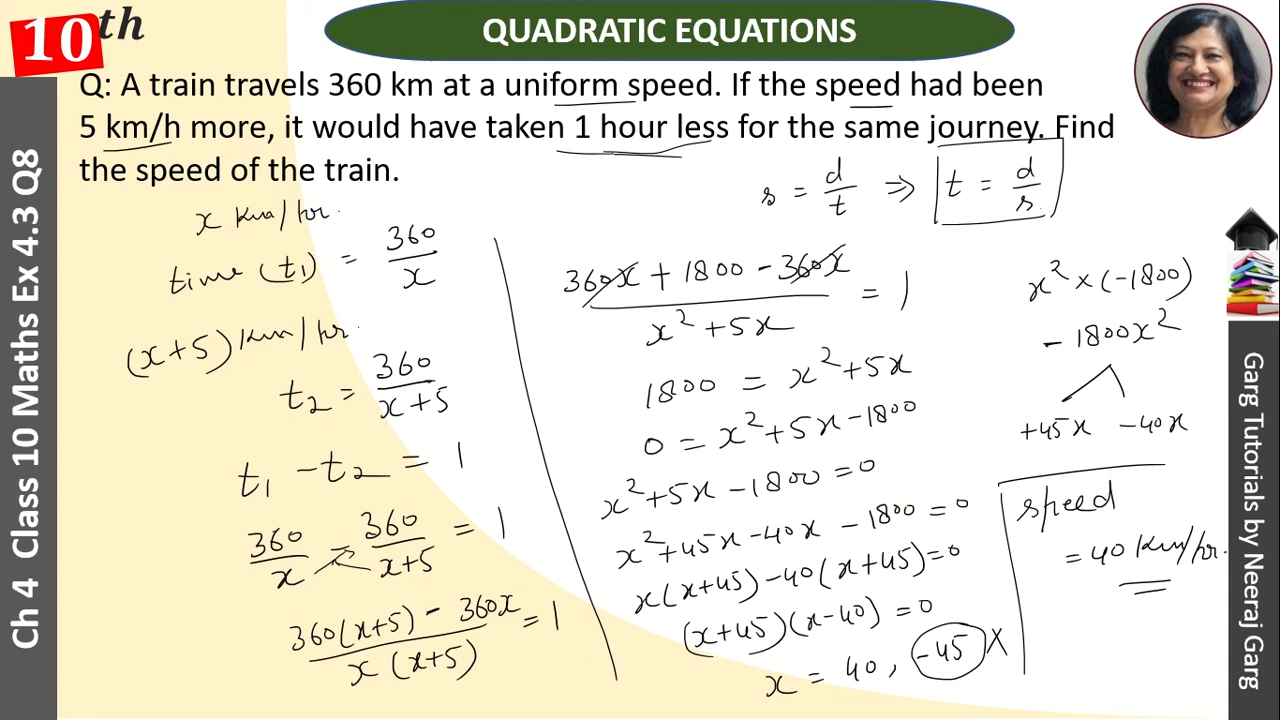 10th
QUADRATIC EQUATIONS
Q: A train travels 360 km at a uniform speed. If the speed had been
5 km/h more, it would have taken 1 hour less for the same journey. Find
the speed of the train.
s = d/t ⇒ t = d/s
x Km/hr.
time (t₁) = 360/x
(x+5) Km/hr.
t₂ = 360/(x+5)
t₁ - t₂ = 1
360/x - 360/(x+5) = 1
(360(x+5) - 360x)/(x(x+5)) = 1
(360x + 1800 - 360x)/(x² + 5x) = 1
1800 = x² + 5x
0 = x² + 5x - 1800
x² + 5x - 1800 = 0
x² + 45x - 40x - 1800 = 0
x(x+45) - 40(x+45) = 0
(x+45)(x-40) = 0
x = 40, -45 X
x² × (-1800)
- 1800x²
+45x -40x
speed
= 40 Km/hr.
Ch 4 Class 10 Maths Ex 4.3 Q8
Garg Tutorials by Neeraj Garg